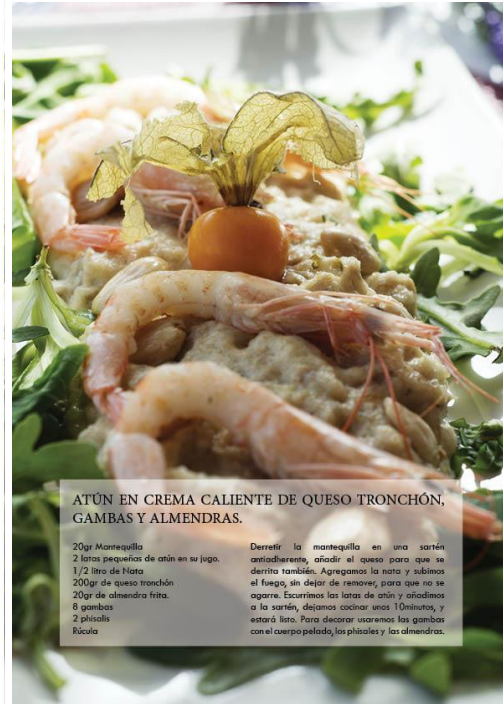 ATÚN EN CREMA CALIENTE DE QUESO TRONCHÓN,
GAMBAS Y ALMENDRAS.
20gr Mantequilla
2 latas pequeñas de atún en su jugo.
1/2 litro de Nata
200gr de queso tronchón
20gr de almendra frita.
8 gambas
2 phisalis
Rúcula
Derretir la mantequilla en una sartén
antiadherente, añadir el queso para que se
derrita también. Agregamos la nata y subimos
el fuego, sin dejar de remover, para que no se
agarre. Escurrimos las latas de atún y añadimos
a la sartén, dejamos cocinar unos 10minutos, y
estará listo. Para decorar usaremos las gambas
con el cuerpo pelado, los phisales y las almendras.